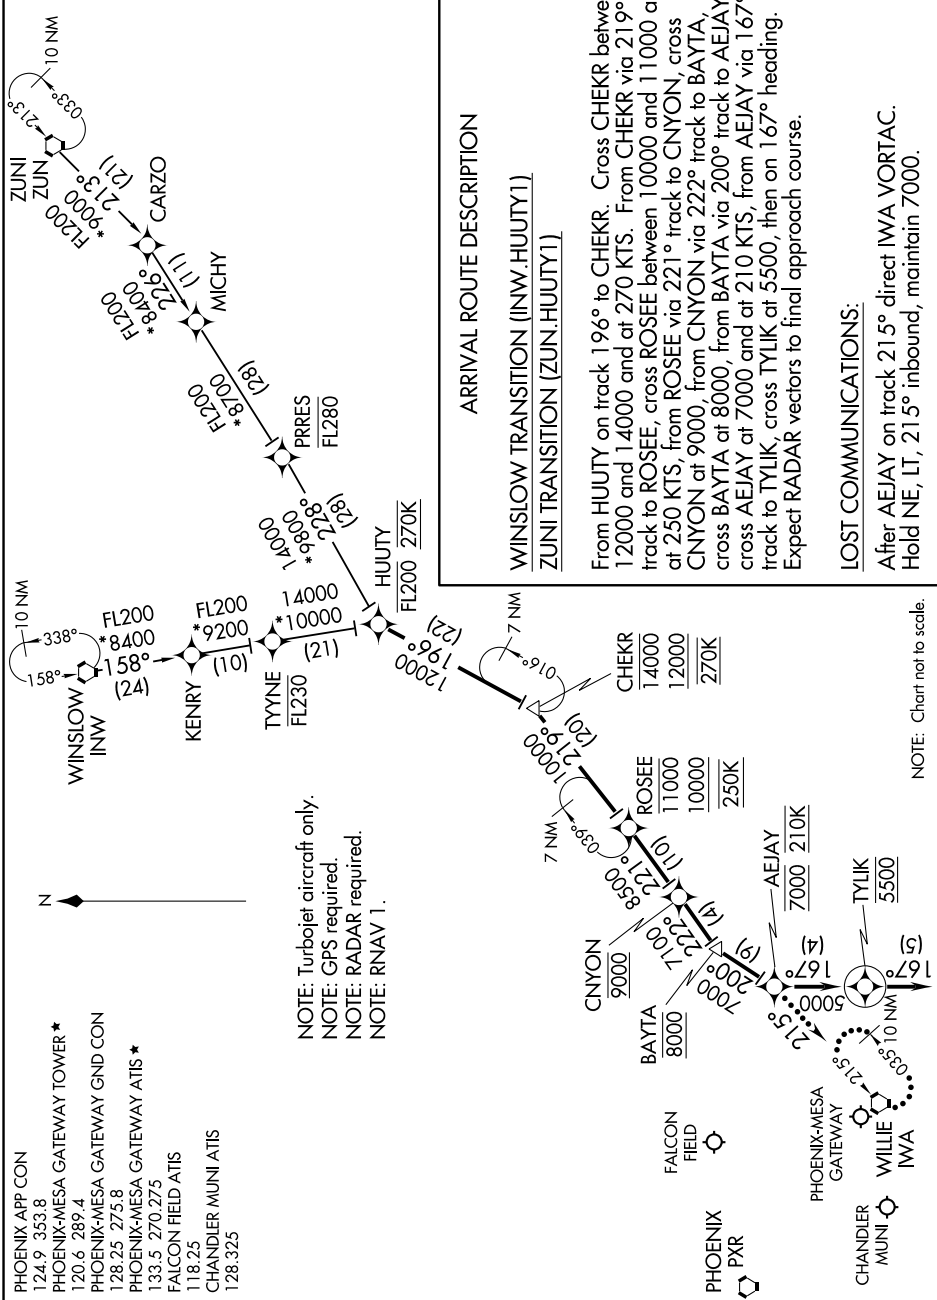 PHOENIX APP CON
124.9 353.8
PHOENIX-MESA GATEWAY TOWER★
120.6 289.4
PHOENIX-MESA GATEWAY GND CON
128.25 275.8
PHOENIX-MESA GATEWAY ATIS★
133.5 270.275
FALCON FIELD ATIS
118.25
CHANDLER MUNI ATIS
128.325
N
NOTE: Turbojet aircraft only.
NOTE: GPS required.
NOTE: RADAR required.
NOTE: RNAV 1.
WINSLOW
INW
10 NM
338°
158°
FL200
*8400
158°
(24)
KENRY
FL200
*9200
(10)
TYYNE
FL230
14000
*10000
(21)
ZUNI
ZUN
10 NM
213°
033°
FL200
*9000
213°
(21)
CARZO
FL200
*8400
226°
(11)
MICHY
FL200
*8700
(28)
PRRES
FL280
14000
*9800
228°
(28)
HUUTY
FL200 270K
12000
196°
(22)
7 NM
016°
CHEKR
14000
12000
270K
10000
219°
(20)
7 NM
039°
ROSEE
11000
10000
250K
8500
221°
(10)
CNYON
9000
7100
222°
(4)
BAYTA
8000
7000
200°
(9)
AEJAY
7000 210K
5000
167°
(4)
TYLIK
5500
167°
(5)
215°
10 NM
215°
035°
FALCON
FIELD
PHOENIX
PXR
PHOENIX-MESA
GATEWAY
WILLIE
IWA
CHANDLER
MUNI
NOTE: Chart not to scale.
ARRIVAL ROUTE DESCRIPTION
WINSLOW TRANSITION (INW.HUUTY1)
ZUNI TRANSITION (ZUN.HUUTY1)
From HUUTY on track 196° to CHEKR. Cross CHEKR betwe
12000 and 14000 and at 270 KTS. From CHEKR via 219°
track to ROSEE, cross ROSEE between 10000 and 11000 a
at 250 KTS, from ROSEE via 221° track to CNYON, cross
CNYON at 9000, from CNYON via 222° track to BAYTA,
cross BAYTA at 8000, from BAYTA via 200° track to AEJAY
cross AEJAY at 7000 and at 210 KTS, from AEJAY via 167°
track to TYLIK, cross TYLIK at 5500, then on 167° heading.
Expect RADAR vectors to final approach course.
LOST COMMUNICATIONS:
After AEJAY on track 215° direct IWA VORTAC.
Hold NE, LT, 215° inbound, maintain 7000.